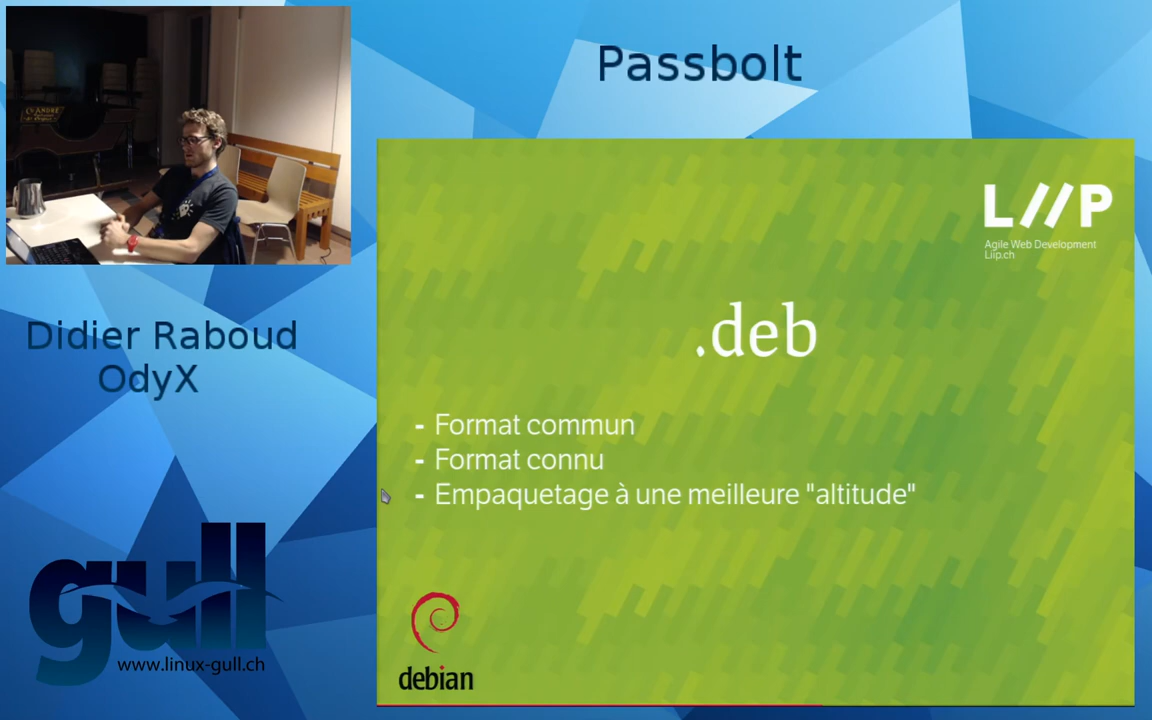 Passbolt
LIIP
Agile Web Development
Liip.ch
.deb
- Format commun
- Format connu
- Empaquetage à une meilleure "altitude"
debian
Didier Raboud
OdyX
gull
www.linux-gull.ch